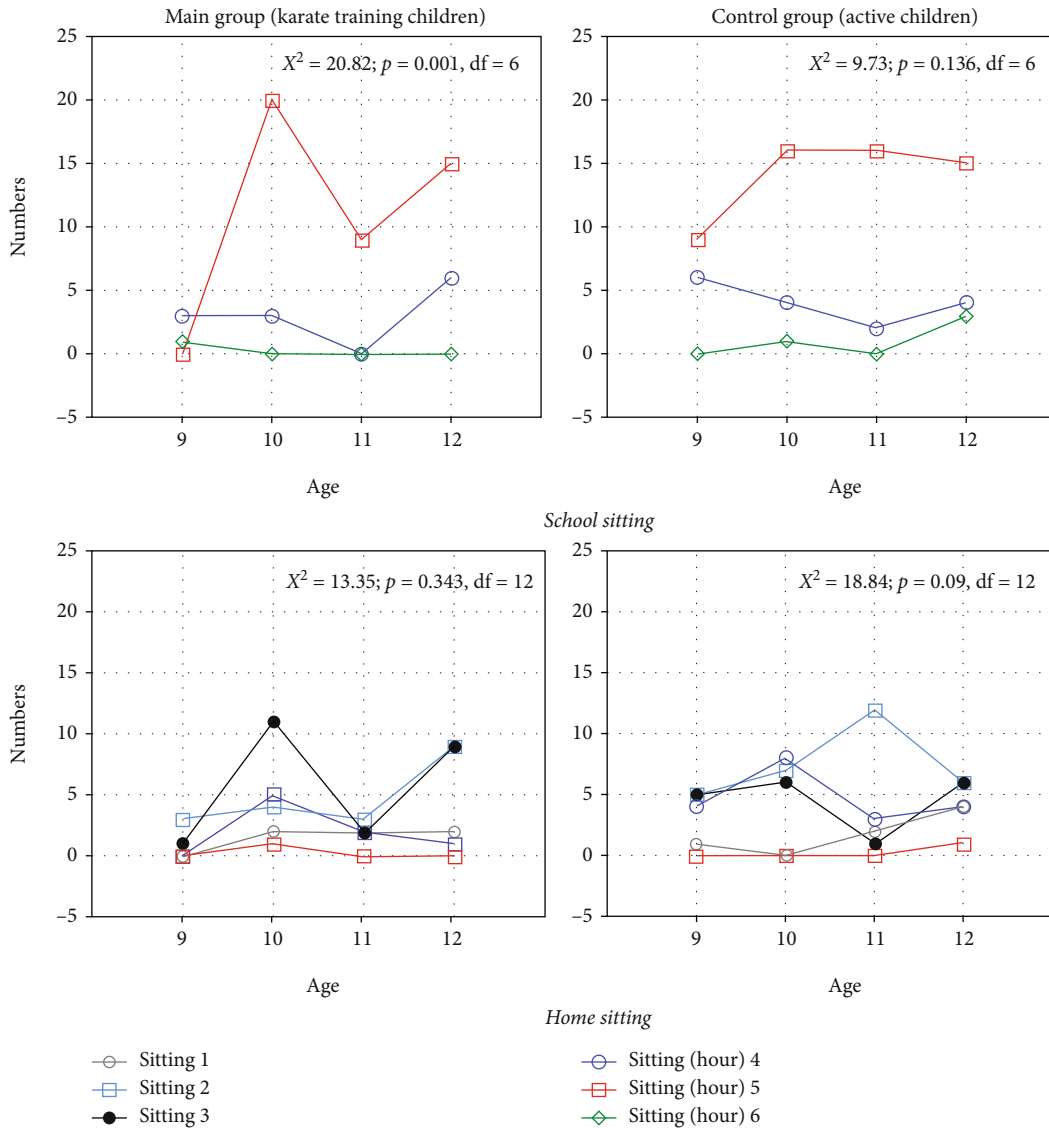 Main group (karate training children)
Control group (active children)
25
20
15
10
5
0
−5
Numbers
X² = 20.82; p = 0.001, df = 6
9 10 11 12
Age
25
20
15
10
5
0
−5
X² = 9.73; p = 0.136, df = 6
9 10 11 12
Age
School sitting
25
20
15
10
5
0
−5
Numbers
X² = 13.35; p = 0.343, df = 12
9 10 11 12
Age
25
20
15
10
5
0
−5
X² = 18.84; p = 0.09, df = 12
9 10 11 12
Age
Home sitting
Sitting 1
Sitting 2
Sitting 3
Sitting (hour) 4
Sitting (hour) 5
Sitting (hour) 6